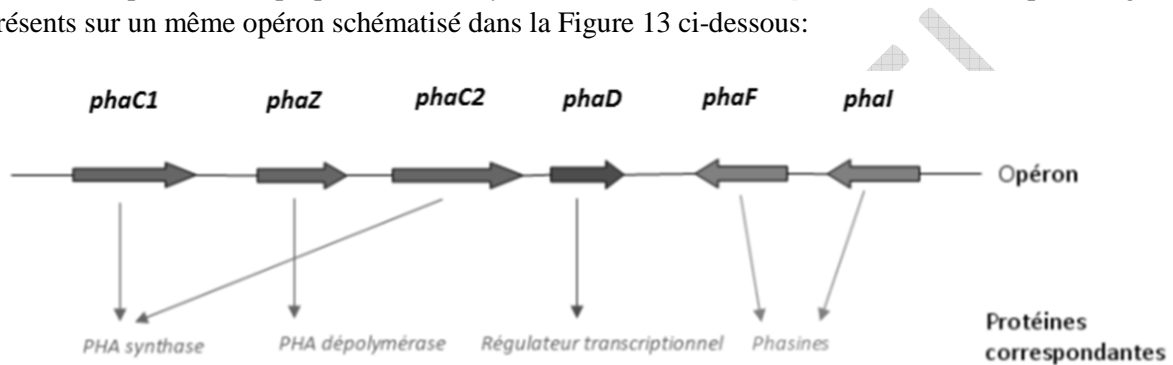 résents sur un même opéron schématisé dans la Figure 13 ci-dessous:
phaC1 phaZ phaC2 phaD phaF phaI
Opéron
PHA synthase PHA dépolymérase Régulateur transcriptionnel Phasines
Protéines
correspondantes